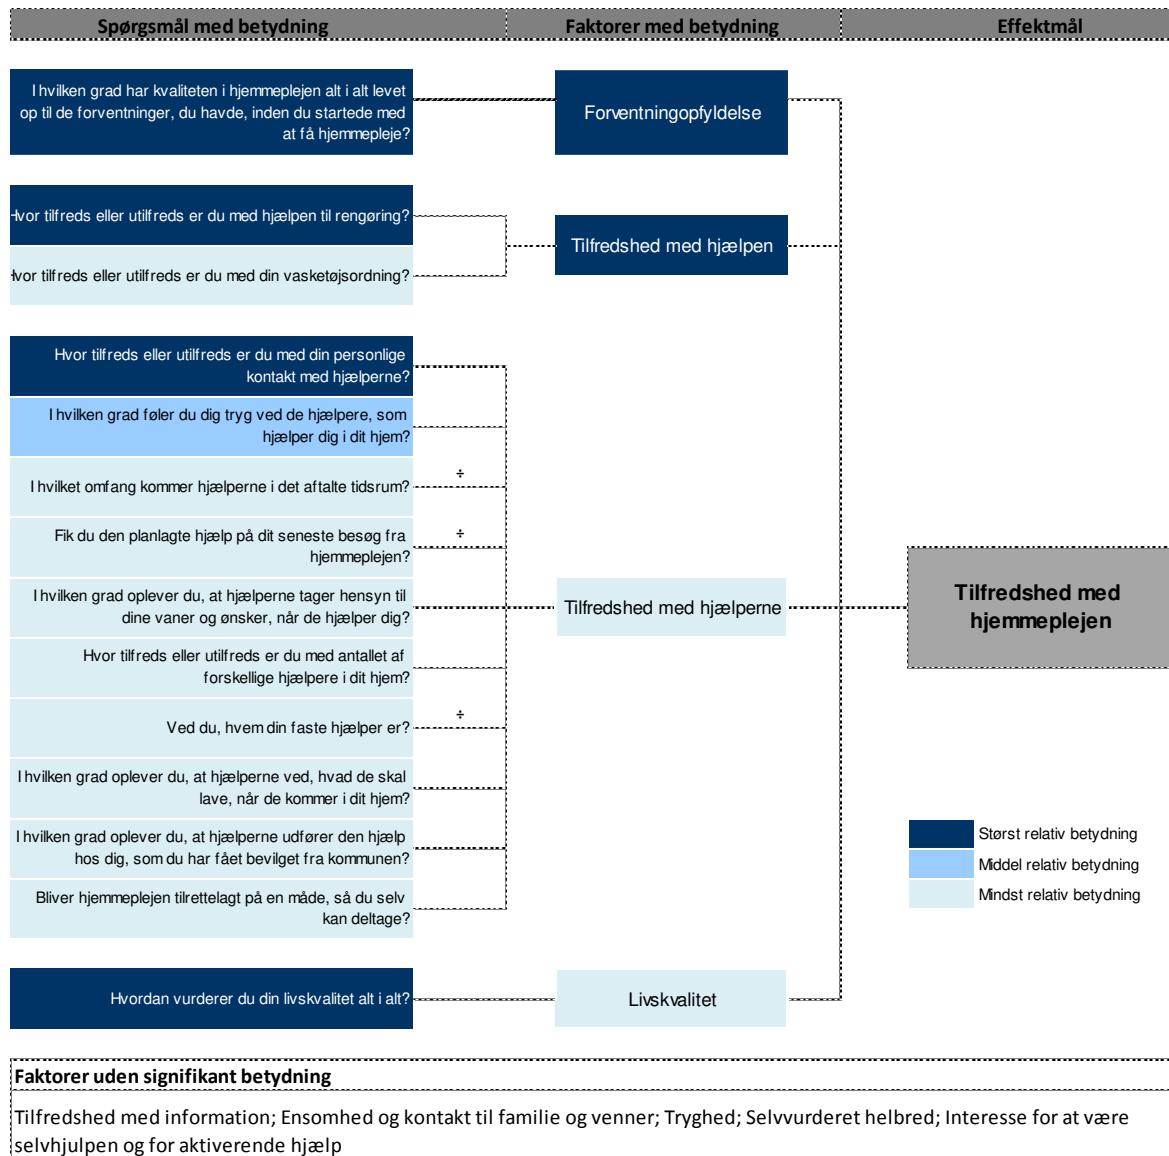 Spørgsmål med betydning
Faktorer med betydning
Effektmål
I hvilken grad har kvaliteten i hjemmeplejen alt i alt levet
op til de forventninger, du havde, inden du startede med
at få hjemmepleje?
Forventningopfyldelse
Hvor tilfreds eller utilfreds er du med hjælpen til rengøring?
Hvor tilfreds eller utilfreds er du med din vasketøjsordning?
Tilfredshed med hjælpen
Hvor tilfreds eller utilfreds er du med din personlige
kontakt med hjælperne?
I hvilken grad føler du dig tryg ved de hjælpere, som
hjælper dig i dit hjem?
I hvilket omfang kommer hjælperne i det aftalte tidsrum?
÷
Fik du den planlagte hjælp på dit seneste besøg fra
hjemmeplejen?
÷
I hvilken grad oplever du, at hjælperne tager hensyn til
dine vaner og ønsker, når de hjælper dig?
Hvor tilfreds eller utilfreds er du med antallet af
forskellige hjælpere i dit hjem?
Ved du, hvem din faste hjælper er?
÷
I hvilken grad oplever du, at hjælperne ved, hvad de skal
lave, når de kommer i dit hjem?
I hvilken grad oplever du, at hjælperne udfører den hjælp
hos dig, som du har fået bevilget fra kommunen?
Bliver hjemmeplejen tilrettelagt på en måde, så du selv
kan deltage?
Tilfredshed med hjælperne
Tilfredshed med
hjemmeplejen
Størst relativ betydning
Middel relativ betydning
Mindst relativ betydning
Hvordan vurderer du din livskvalitet alt i alt?
Livskvalitet
Faktorer uden signifikant betydning
Tilfredshed med information; Ensomhed og kontakt til familie og venner; Tryghed; Selvvurderet helbred; Interesse for at være
selvhjulpen og for aktiverende hjælp